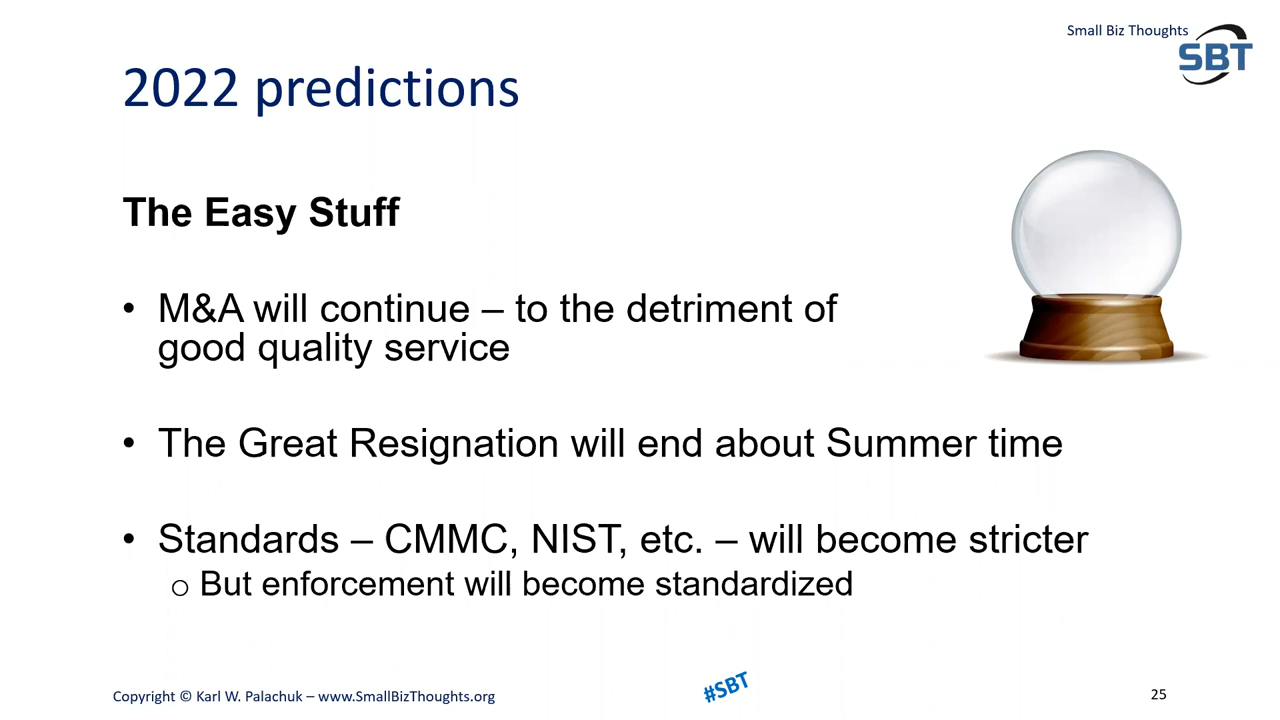 Small Biz Thoughts
SBT
2022 predictions
The Easy Stuff
• M&A will continue – to the detriment of
good quality service
• The Great Resignation will end about Summer time
• Standards – CMMC, NIST, etc. – will become stricter
o But enforcement will become standardized
Copyright © Karl W. Palachuk – www.SmallBizThoughts.org
#SBT
25